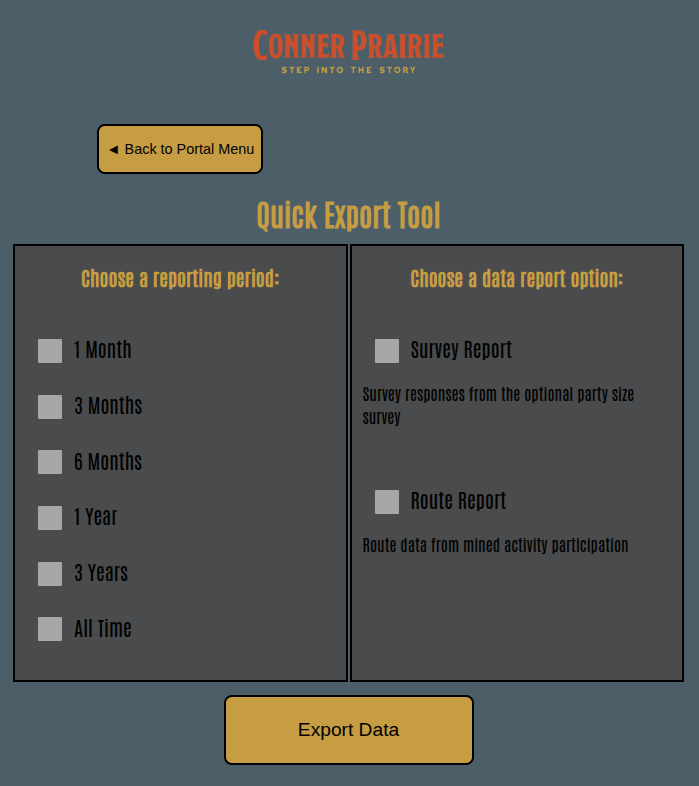 Conner Prairie
STEP INTO THE STORY
◄ Back to Portal Menu
Quick Export Tool
Choose a reporting period:
1 Month
3 Months
6 Months
1 Year
3 Years
All Time
Choose a data report option:
Survey Report
Survey responses from the optional party size
survey
Route Report
Route data from mined activity participation
Export Data